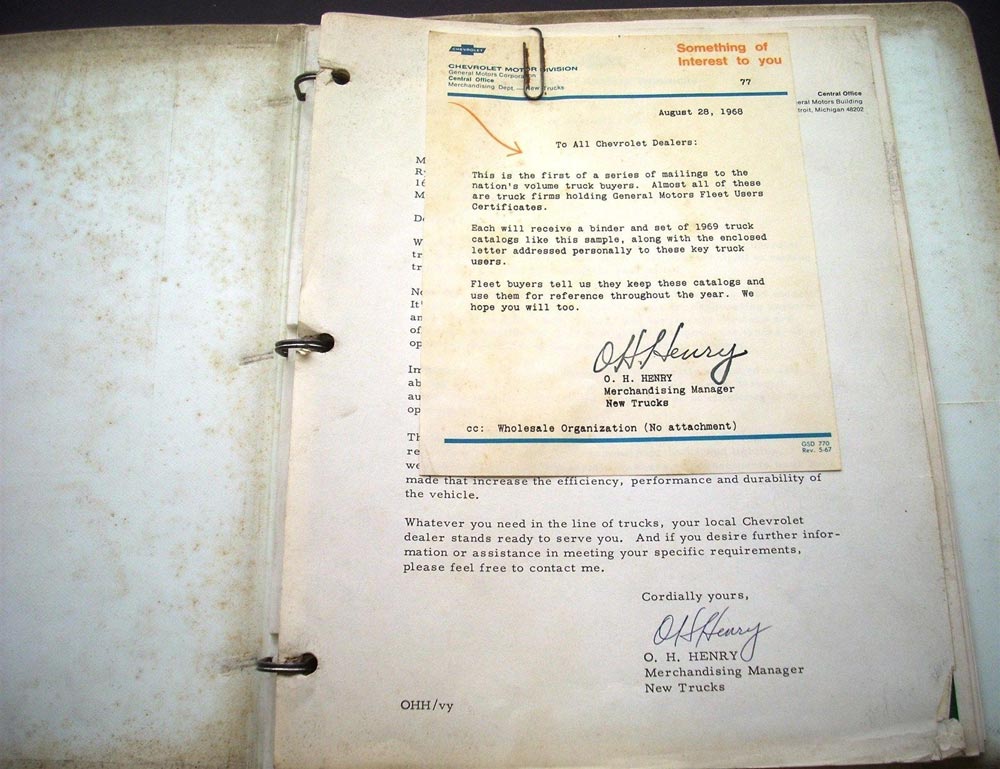 CHEVROLET
CHEVROLET MOTOR DIVISION
General Motors Corporation
Central Office
Merchandising Dept. — New Trucks
Something of
Interest to you
77
August 28, 1968
To All Chevrolet Dealers:
This is the first of a series of mailings to the
nation's volume truck buyers. Almost all of these
are truck firms holding General Motors Fleet Users
Certificates.
Each will receive a binder and set of 1969 truck
catalogs like this sample, along with the enclosed
letter addressed personally to these key truck
users.
Fleet buyers tell us they keep these catalogs and
use them for reference throughout the year. We
hope you will too.
O H Henry
O. H. HENRY
Merchandising Manager
New Trucks
cc: Wholesale Organization (No attachment)
GSD 770
Rev. 5-67
Central Office
eral Motors Building
troit, Michigan 48202
made that increase the efficiency, performance and durability of
the vehicle.
Whatever you need in the line of trucks, your local Chevrolet
dealer stands ready to serve you. And if you desire further infor-
mation or assistance in meeting your specific requirements,
please feel free to contact me.
Cordially yours,
O H Henry
O. H. HENRY
Merchandising Manager
New Trucks
OHH/vy